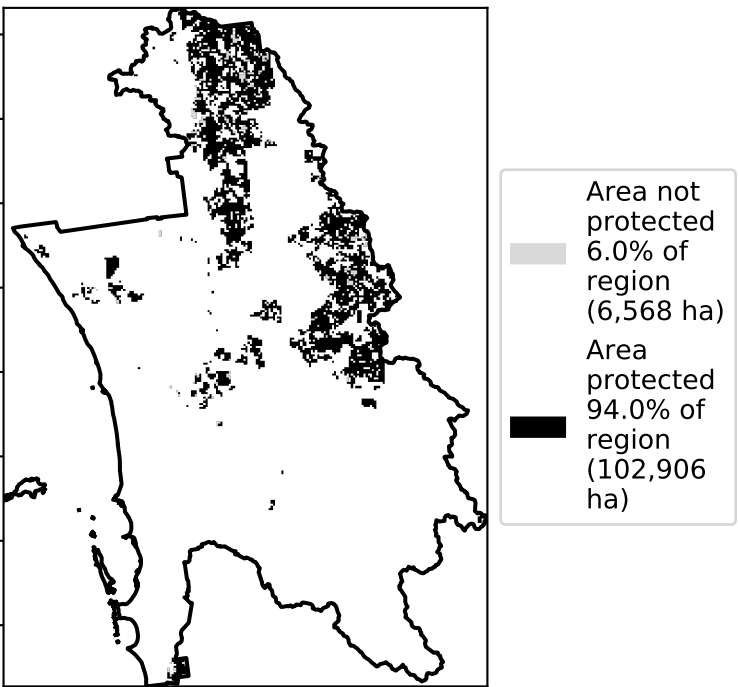 Area not
protected
6.0% of
region
(6,568 ha)
Area
protected
94.0% of
region
(102,906
ha)